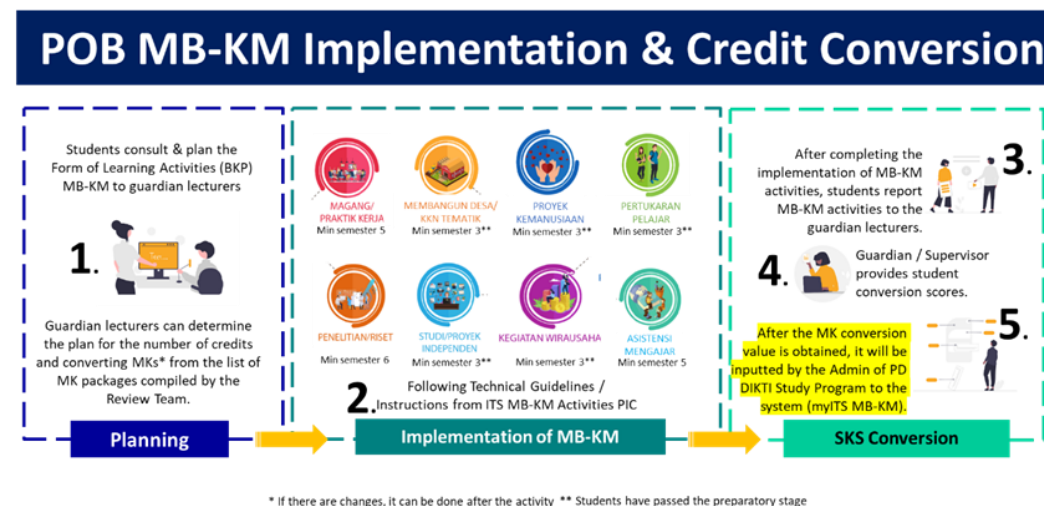 POB MB-KM Implementation & Credit Conversion
Students consult & plan the
Form of Learning Activities (BKP)
MB-KM to guardian lecturers
1.
Guardian lecturers can determine
the plan for the number of credits
and converting MKs* from the list of
MK packages compiled by the
Review Team.
Planning
MAGANG/
PRAKTIK KERJA
Min semester 5
MEMBANGUN DESA/
KKN TEMATIK
Min semester 3**
PROYEK
KEMANUSIAAN
Min semester 3**
PERTUKARAN
PELAJAR
Min semester 3**
PENELITIAN/RISET
Min semester 6
STUDI/PROYEK
INDEPENDEN
Min semester 3**
KEGIATAN WIRAUSAHA
Min semester 3**
ASISTENSI
MENGAJAR
Min semester 5
2.
Following Technical Guidelines /
Instructions from ITS MB-KM Activities PIC
Implementation of MB-KM
After completing the
implementation of MB-KM
activities, students report
MB-KM activities to the
guardian lecturers.
3.
4.
Guardian / Supervisor
provides student
conversion scores.
After the MK conversion
value is obtained, it will be
inputted by the Admin of PD
DIKTI Study Program to the
system (myITS MB-KM).
5.
SKS Conversion
* If there are changes, it can be done after the activity ** Students have passed the preparatory stage